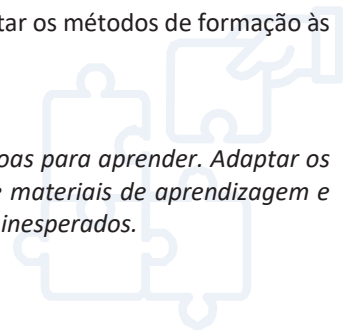 tar os métodos de formação às
oas para aprender. Adaptar os
e materiais de aprendizagem e
inesperados.